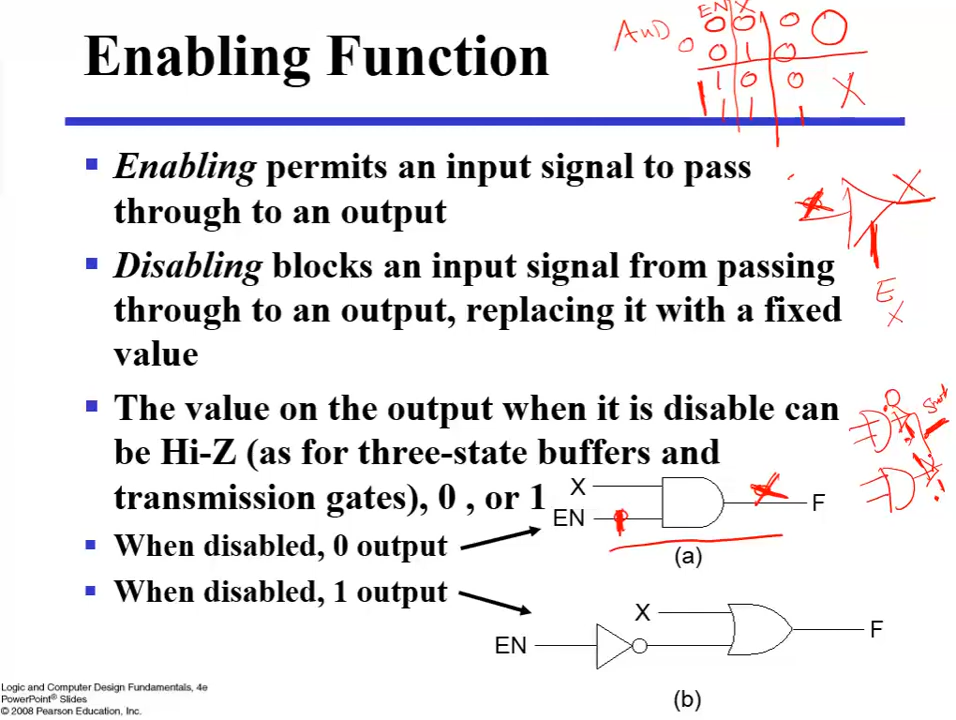 Enabling Function
AND
EN X
0 0 0 0
0 1 0
1 0 0 X
1 1 1
Enabling permits an input signal to pass
through to an output
X
E
X
Disabling blocks an input signal from passing
through to an output, replacing it with a fixed
value
The value on the output when it is disable can
be Hi-Z (as for three-state buffers and
transmission gates), 0 , or 1
X
EN
F
(a)
When disabled, 0 output
When disabled, 1 output
X
EN
F
(b)
Logic and Computer Design Fundamentals, 4e
PowerPoint® Slides
© 2008 Pearson Education, Inc.